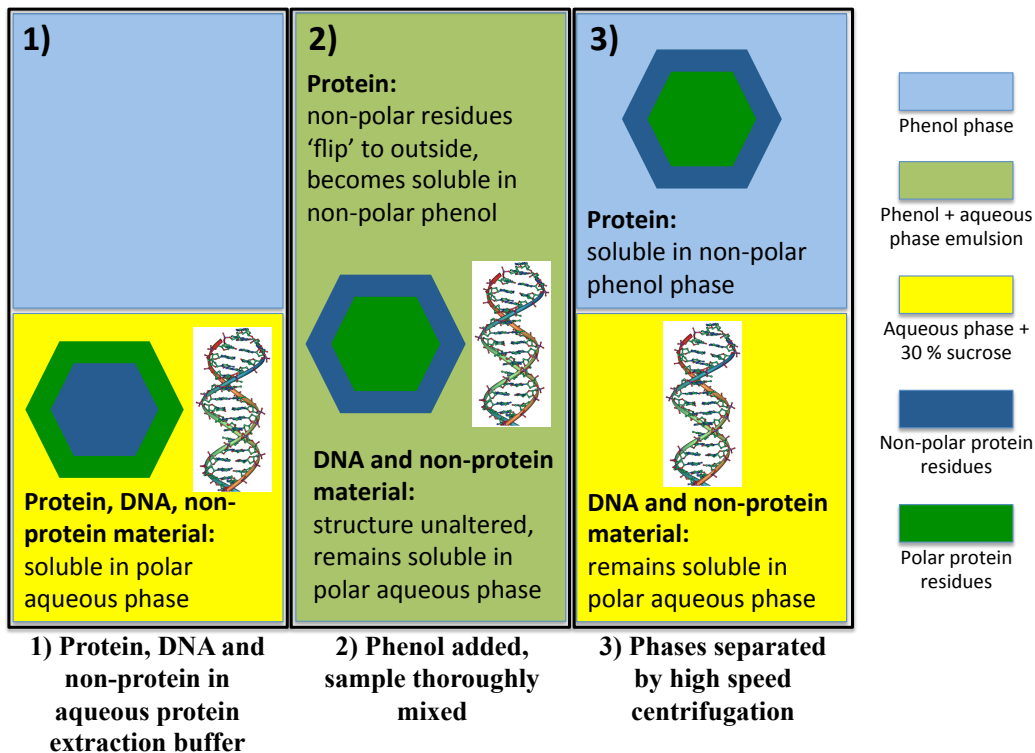 1)
Protein, DNA, non-
protein material:
soluble in polar
aqueous phase
2)
Protein:
non-polar residues
‘flip’ to outside,
becomes soluble in
non-polar phenol
DNA and non-protein
material:
structure unaltered,
remains soluble in
polar aqueous phase
3)
Protein:
soluble in non-polar
phenol phase
DNA and non-protein
material:
remains soluble in
polar aqueous phase
1) Protein, DNA and
non-protein in
aqueous protein
extraction buffer
2) Phenol added,
sample thoroughly
mixed
3) Phases separated
by high speed
centrifugation
Phenol phase
Phenol + aqueous
phase emulsion
Aqueous phase +
30 % sucrose
Non-polar protein
residues
Polar protein
residues